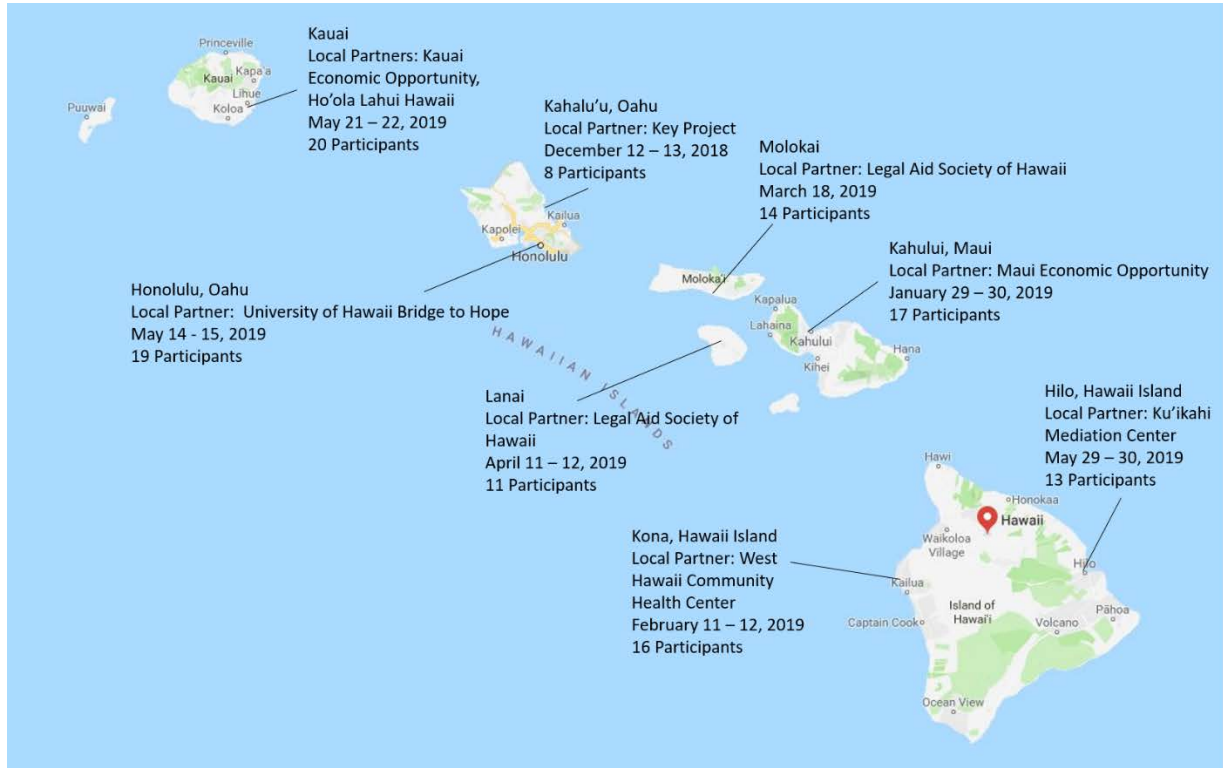 Kauai
Local Partners: Kauai
Economic Opportunity,
Ho’ola Lahui Hawaii
May 21 – 22, 2019
20 Participants
Princeville
Kauai
Kapa'a
Lihue
Koloa
Puuwai
Kahalu’u, Oahu
Local Partner: Key Project
December 12 – 13, 2018
8 Participants
Kailua
Kapolei
Honolulu
Molokai
Local Partner: Legal Aid Society of Hawaii
March 18, 2019
14 Participants
Moloka'i
Kahului, Maui
Local Partner: Maui Economic Opportunity
January 29 – 30, 2019
17 Participants
Kapalua
Lahaina
Kahului
Kihei
Hana
Honolulu, Oahu
Local Partner:  University of Hawaii Bridge to Hope
May 14 - 15, 2019
19 Participants
HAWAIIAN ISLANDS
Lanai
Local Partner: Legal Aid Society of
Hawaii
April 11 – 12, 2019
11 Participants
Hilo, Hawaii Island
Local Partner: Ku’ikahi
Mediation Center
May 29 – 30, 2019
13 Participants
Kona, Hawaii Island
Local Partner: West
Hawaii Community
Health Center
February 11 – 12, 2019
16 Participants
Hawi
Honokaa
Hawaii
Waikoloa
Village
Hilo
Kailua
Island of
Hawai'i
Pāhoa
Captain Cook
Volcano
Ocean View